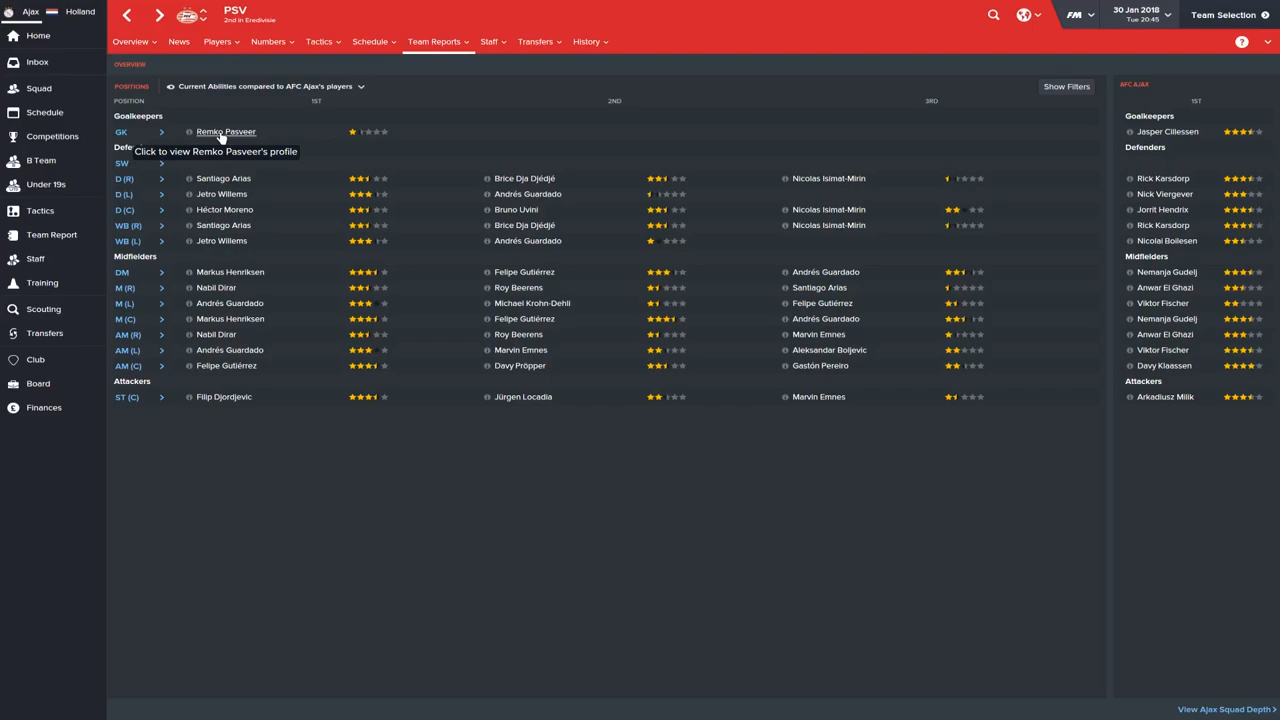 Ajax Holland
PSV
2nd in Eredivisie
FM
30 Jan 2018
Tue 20:45
Team Selection
Overview News Players Numbers Tactics Schedule Team Reports Staff Transfers History
?
Home
Inbox
Squad
Schedule
Competitions
B Team
Under 19s
Tactics
Team Report
Staff
Training
Scouting
Transfers
Club
Board
Finances
OVERVIEW
POSITIONS Current Abilities compared to AFC Ajax's players Show Filters
POSITION 1ST 2ND 3RD
Goalkeepers
GK Remko Pasveer
Click to view Remko Pasveer's profile
SW
D (R) Santiago Arias Brice Dja Djédjé Nicolas Isimat-Mirin
D (L) Jetro Willems Andrés Guardado
D (C) Héctor Moreno Bruno Uvini Nicolas Isimat-Mirin
WB (R) Santiago Arias Brice Dja Djédjé Nicolas Isimat-Mirin
WB (L) Jetro Willems Andrés Guardado
Midfielders
DM Markus Henriksen Felipe Gutiérrez Andrés Guardado
M (R) Nabil Dirar Roy Beerens Santiago Arias
M (L) Andrés Guardado Michael Krohn-Dehli Felipe Gutiérrez
M (C) Markus Henriksen Felipe Gutiérrez Andrés Guardado
AM (R) Nabil Dirar Roy Beerens Marvin Emnes
AM (L) Andrés Guardado Marvin Emnes Aleksandar Boljevic
AM (C) Felipe Gutiérrez Davy Pröpper Gastón Pereiro
Attackers
ST (C) Filip Djordjevic Jürgen Locadia Marvin Emnes
AFC AJAX
1ST
Goalkeepers
Jasper Cillessen
Defenders
Rick Karsdorp
Nick Viergever
Jorrit Hendrix
Rick Karsdorp
Nicolai Boilesen
Midfielders
Nemanja Gudelj
Anwar El Ghazi
Viktor Fischer
Nemanja Gudelj
Anwar El Ghazi
Viktor Fischer
Davy Klaassen
Attackers
Arkadiusz Milik
View Ajax Squad Depth >